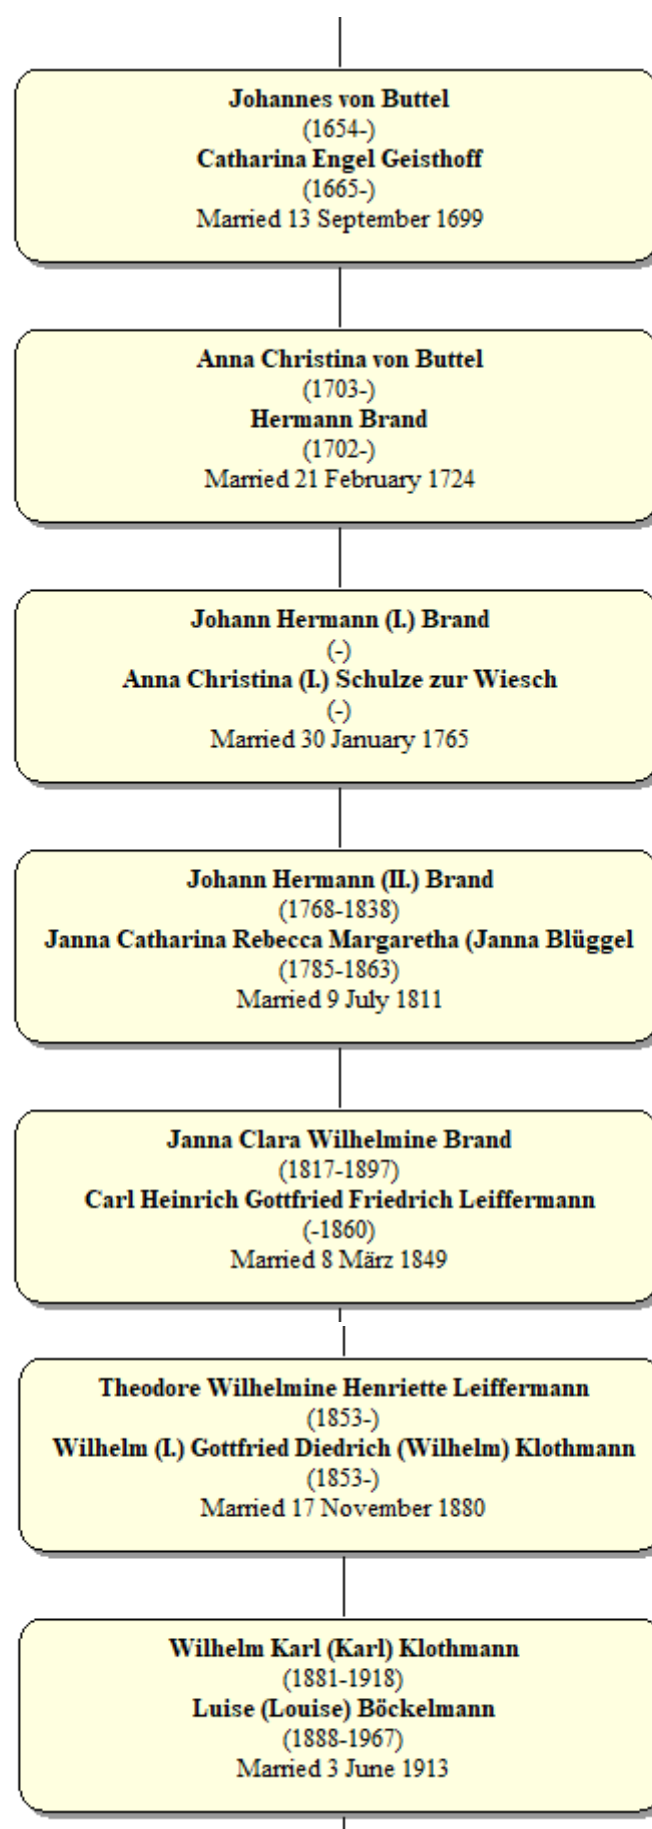 Johannes von Buttel
(1654-)
Catharina Engel Geisthoff
(1665-)
Married 13 September 1699
Anna Christina von Buttel
(1703-)
Hermann Brand
(1702-)
Married 21 February 1724
Johann Hermann (I.) Brand
(-)
Anna Christina (I.) Schulze zur Wiesch
(-)
Married 30 January 1765
Johann Hermann (II.) Brand
(1768-1838)
Janna Catharina Rebecca Margaretha (Janna Blüggel
(1785-1863)
Married 9 July 1811
Janna Clara Wilhelmine Brand
(1817-1897)
Carl Heinrich Gottfried Friedrich Leiffermann
(-1860)
Married 8 März 1849
Theodore Wilhelmine Henriette Leiffermann
(1853-)
Wilhelm (I.) Gottfried Diedrich (Wilhelm) Klothmann
(1853-)
Married 17 November 1880
Wilhelm Karl (Karl) Klothmann
(1881-1918)
Luise (Louise) Böckelmann
(1888-1967)
Married 3 June 1913